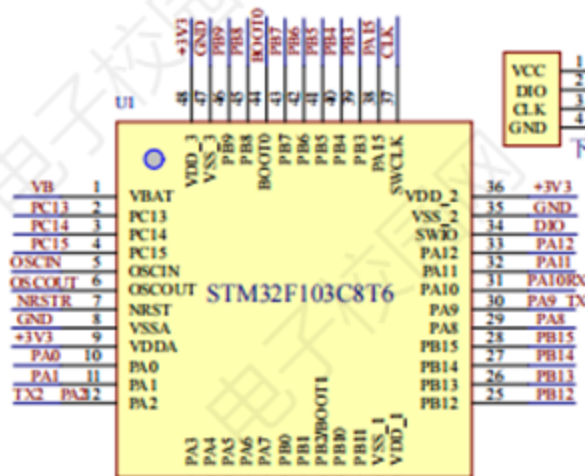 +3V3 GND PB9 PB8 BOOT0 PB7 PB6 PB5 PB4 PB3 PA15 CLK
48 47 46 45 44 43 42 41 40 39 38 37
U1
VDD_3 VSS_3 PB9 PB8 BOOT0 PB7 PB6 PB5 PB4 PB3 PA15 SWCLK
VCC 1
DIO 2
CLK 3
GND 4
下
VB 1 VBAT
PC13 2 PC13
PC14 3 PC14
PC15 4 PC15
OSCIN 5 OSCIN
OSCOUT 6 OSCOUT
NRSTR 7 NRST
GND 8 VSSA
+3V3 9 VDDA
PA0 10 PA0
PA1 11 PA1
TX2 PA2 12 PA2
STM32F103C8T6
VDD_2 36 +3V3
VSS_2 35 GND
SWIO 34 DIO
PA12 33 PA12
PA11 32 PA11
PA10 31 PA10RX
PA9 30 PA9 TX
PA8 29 PA8
PB15 28 PB15
PB14 27 PB14
PB13 26 PB13
PB12 25 PB12
PA3 PA4 PA5 PA6 PA7 PB0 PB1 PB2/BOOT1 PB10 PB11 VSS_1 VDD_1
电子校园网